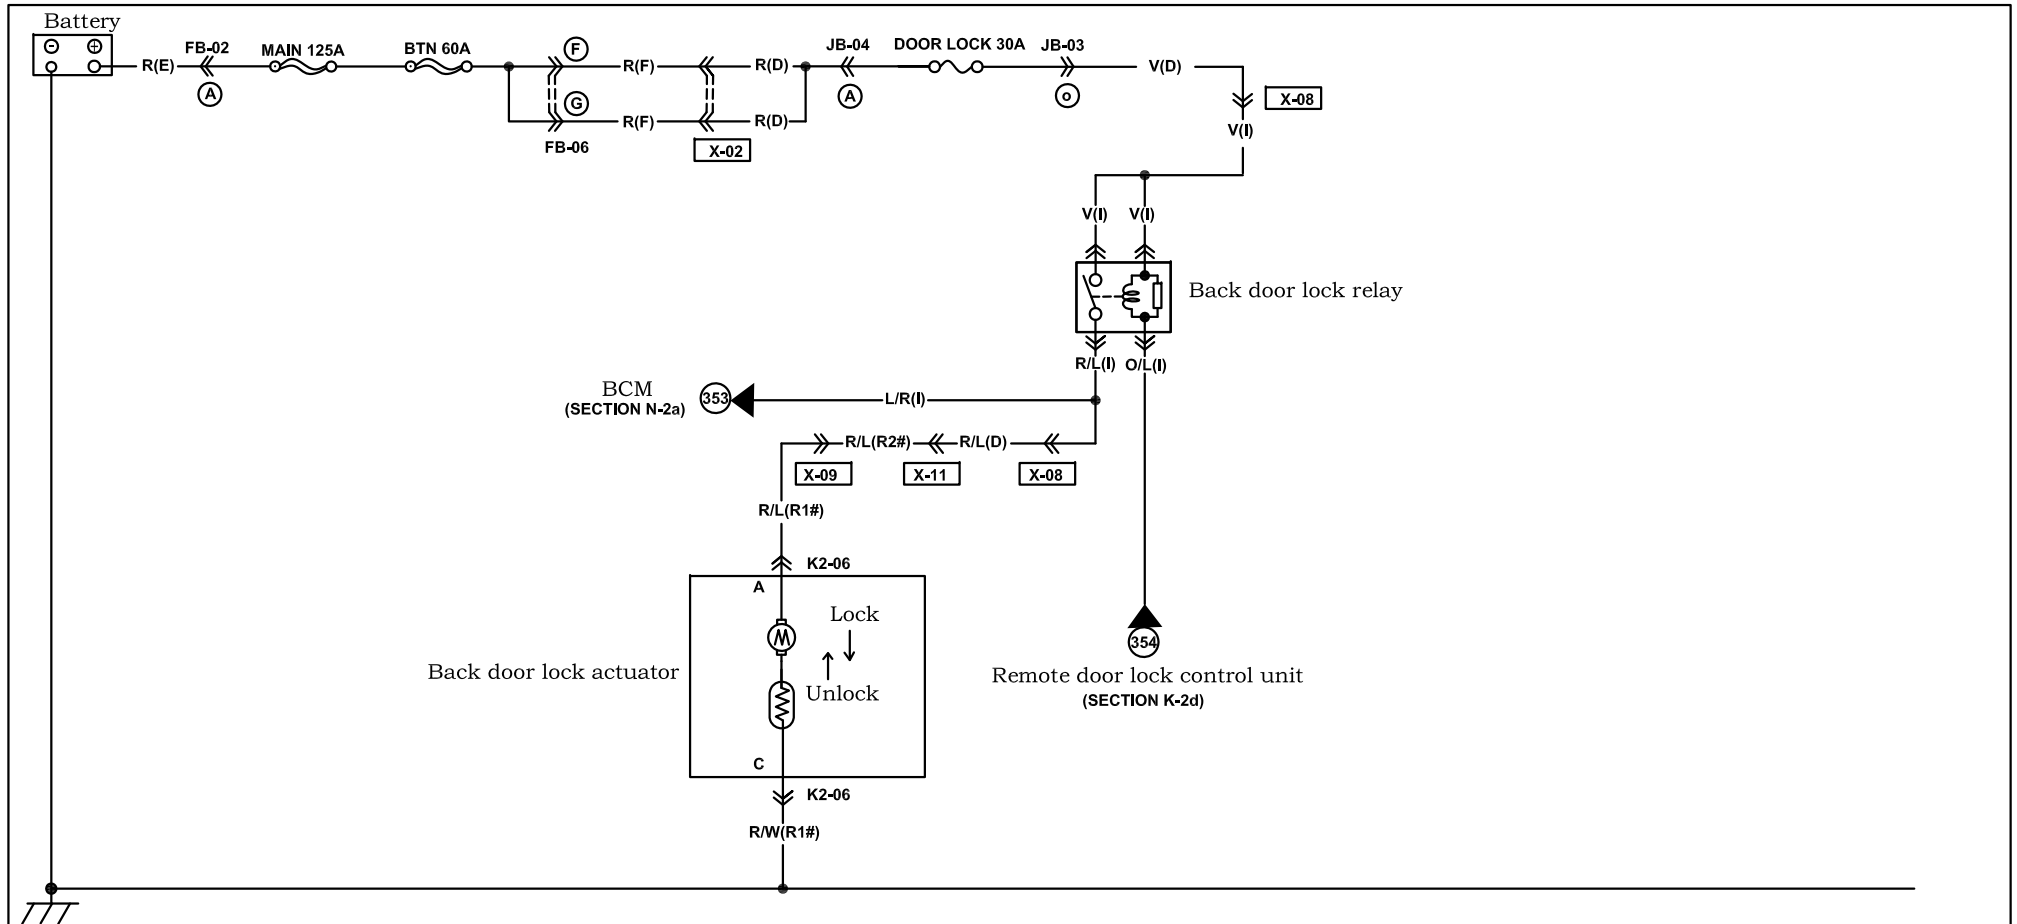 Battery
- +
R(E)
FB-02
A
MAIN 125A
BTN 60A
F
R(F)
R(D)
G
R(F)
R(D)
FB-06
X-02
JB-04
A
DOOR LOCK 30A
JB-03
o
V(D)
X-08
V(I)
V(I) V(I)
Back door lock relay
R/L(I) O/L(I)
BCM
(SECTION N-2a)
353
L/R(I)
R/L(R2#) R/L(D)
X-09 X-11 X-08
R/L(R1#)
K2-06
A
M
Lock
Unlock
Back door lock actuator
C
K2-06
R/W(R1#)
354
Remote door lock control unit
(SECTION K-2d)